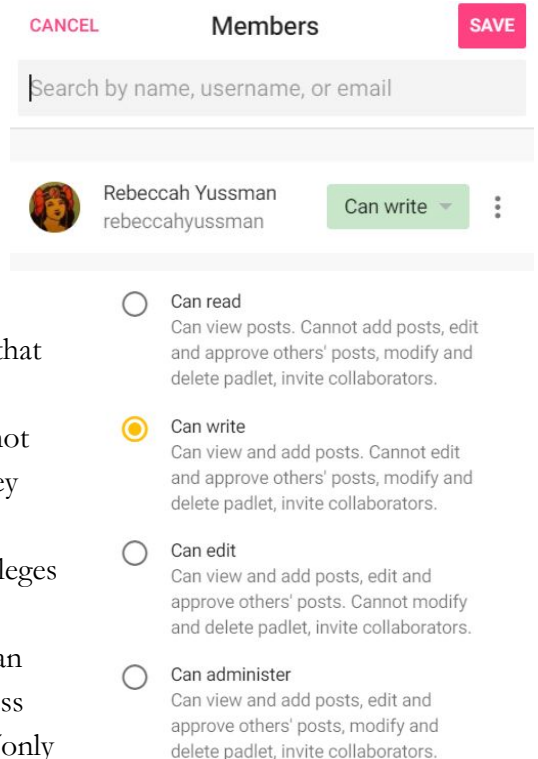 CANCEL Members SAVE
Search by name, username, or email
Rebeccah Yussman
rebeccahyussman
Can write
Can read
Can view posts. Cannot add posts, edit
and approve others' posts, modify and
delete padlet, invite collaborators.
Can write
Can view and add posts. Cannot edit
and approve others' posts, modify and
delete padlet, invite collaborators.
Can edit
Can view and add posts, edit and
approve others' posts. Cannot modify
and delete padlet, invite collaborators.
Can administer
Can view and add posts, edit and
approve others' posts, modify and
delete padlet, invite collaborators.
that
only